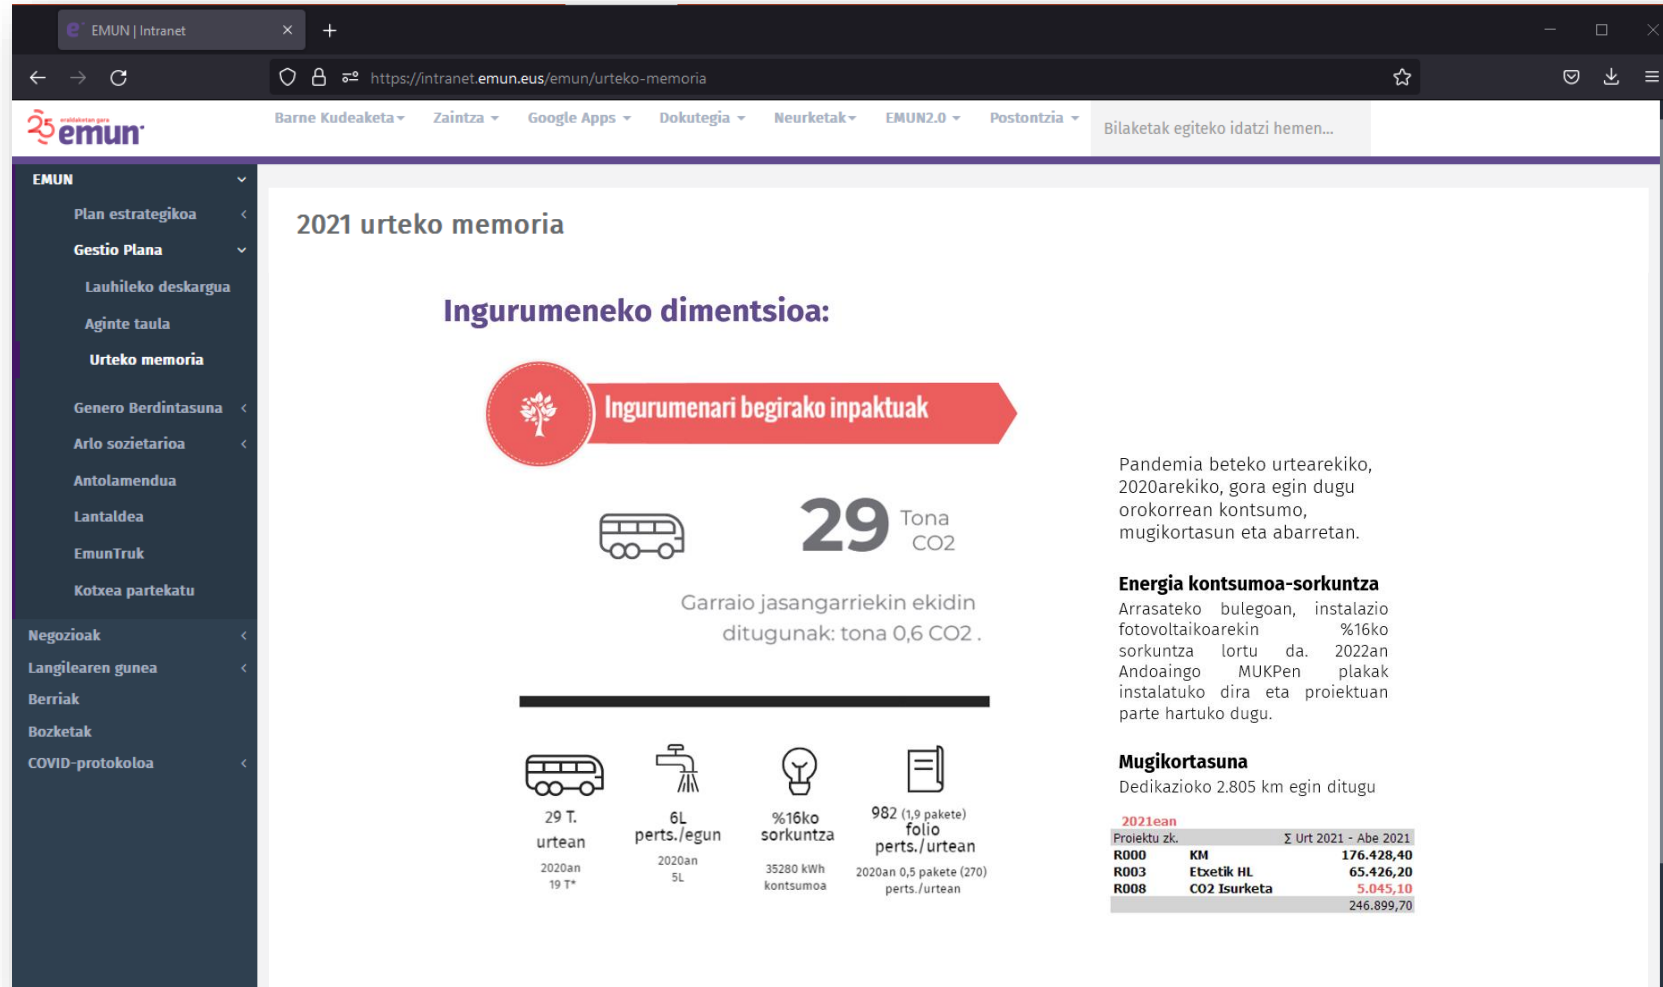 EMUN | Intranet
https://intranet.emun.eus/emun/urteko-memoria
25 eraldaketan gara
emun
Barne Kudeaketa
Zaintza
Google Apps
Dokutegia
Neurketak
EMUN2.0
Postontzia
Bilaketak egiteko idatzi hemen...
EMUN
Plan estrategikoa
Gestio Plana
Lauhileko deskargua
Aginte taula
Urteko memoria
Genero Berdintasuna
Arlo sozietarioa
Antolamendua
Lantaldea
EmunTruk
Kotxea partekatu
Negozioak
Langilearen gunea
Berriak
Bozketak
COVID-protokoloa
2021 urteko memoria
Ingurumeneko dimentsioa:
Ingurumenari begirako inpaktuak
29 Tona
CO2
Garraio jasangarriekin ekidin
ditugunak: tona 0,6 CO2 .
29 T.
urtean
2020an
19 T*
6L
perts./egun
2020an
5L
%16ko
sorkuntza
35280 kWh
kontsumoa
982 (1,9 pakete)
folio
perts./urtean
2020an 0,5 pakete (270)
perts./urtean
Pandemia beteko urtearekiko,
2020arekiko, gora egin dugu
orokorrean kontsumo,
mugikortasun eta abarretan.
Energia kontsumoa-sorkuntza
Arrasateko bulegoan, instalazio
fotovoltaikoarekin %16ko
sorkuntza lortu da. 2022an
Andoaingo MUKPen plakak
instalatuko dira eta proiektuan
parte hartuko dugu.
Mugikortasuna
Dedikazioko 2.805 km egin ditugu
2021ean
Proiektu zk. Σ Urt 2021 - Abe 2021
R000 KM 176.428,40
R003 Etxetik HL 65.426,20
R008 CO2 Isurketa 5.045,10
246.899,70